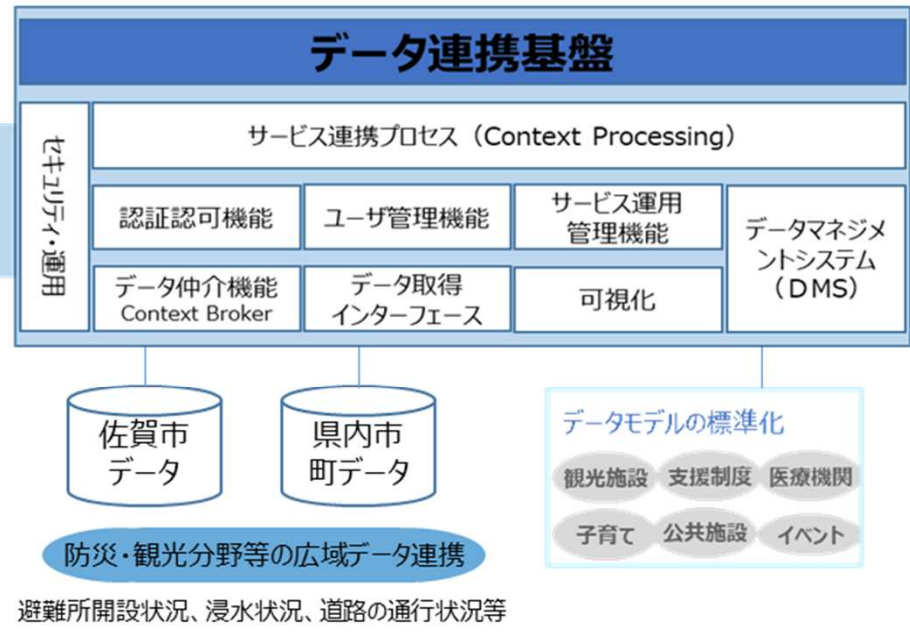 データ連携基盤
セキュリティ・運用
サービス連携プロセス（Context Processing）
認証認可機能
ユーザ管理機能
サービス運用
管理機能
データマネジメ
ントシステム
（DMS）
データ仲介機能
Context Broker
データ取得
インターフェース
可視化
佐賀市
データ
県内市
町データ
データモデルの標準化
観光施設
支援制度
医療機関
子育て
公共施設
イベント
防災・観光分野等の広域データ連携
避難所開設状況、浸水状況、道路の通行状況等